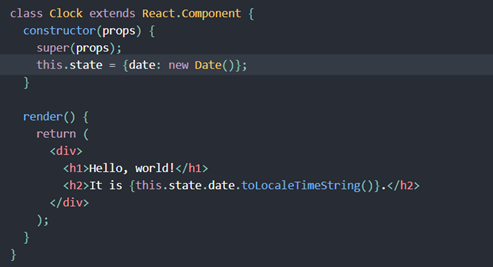 class Clock extends React.Component {
  constructor(props) {
    super(props);
    this.state = {date: new Date()};
  }

  render() {
    return (
      <div>
        <h1>Hello, world!</h1>
        <h2>It is {this.state.date.toLocaleTimeString()}.</h2>
      </div>
    );
  }
}